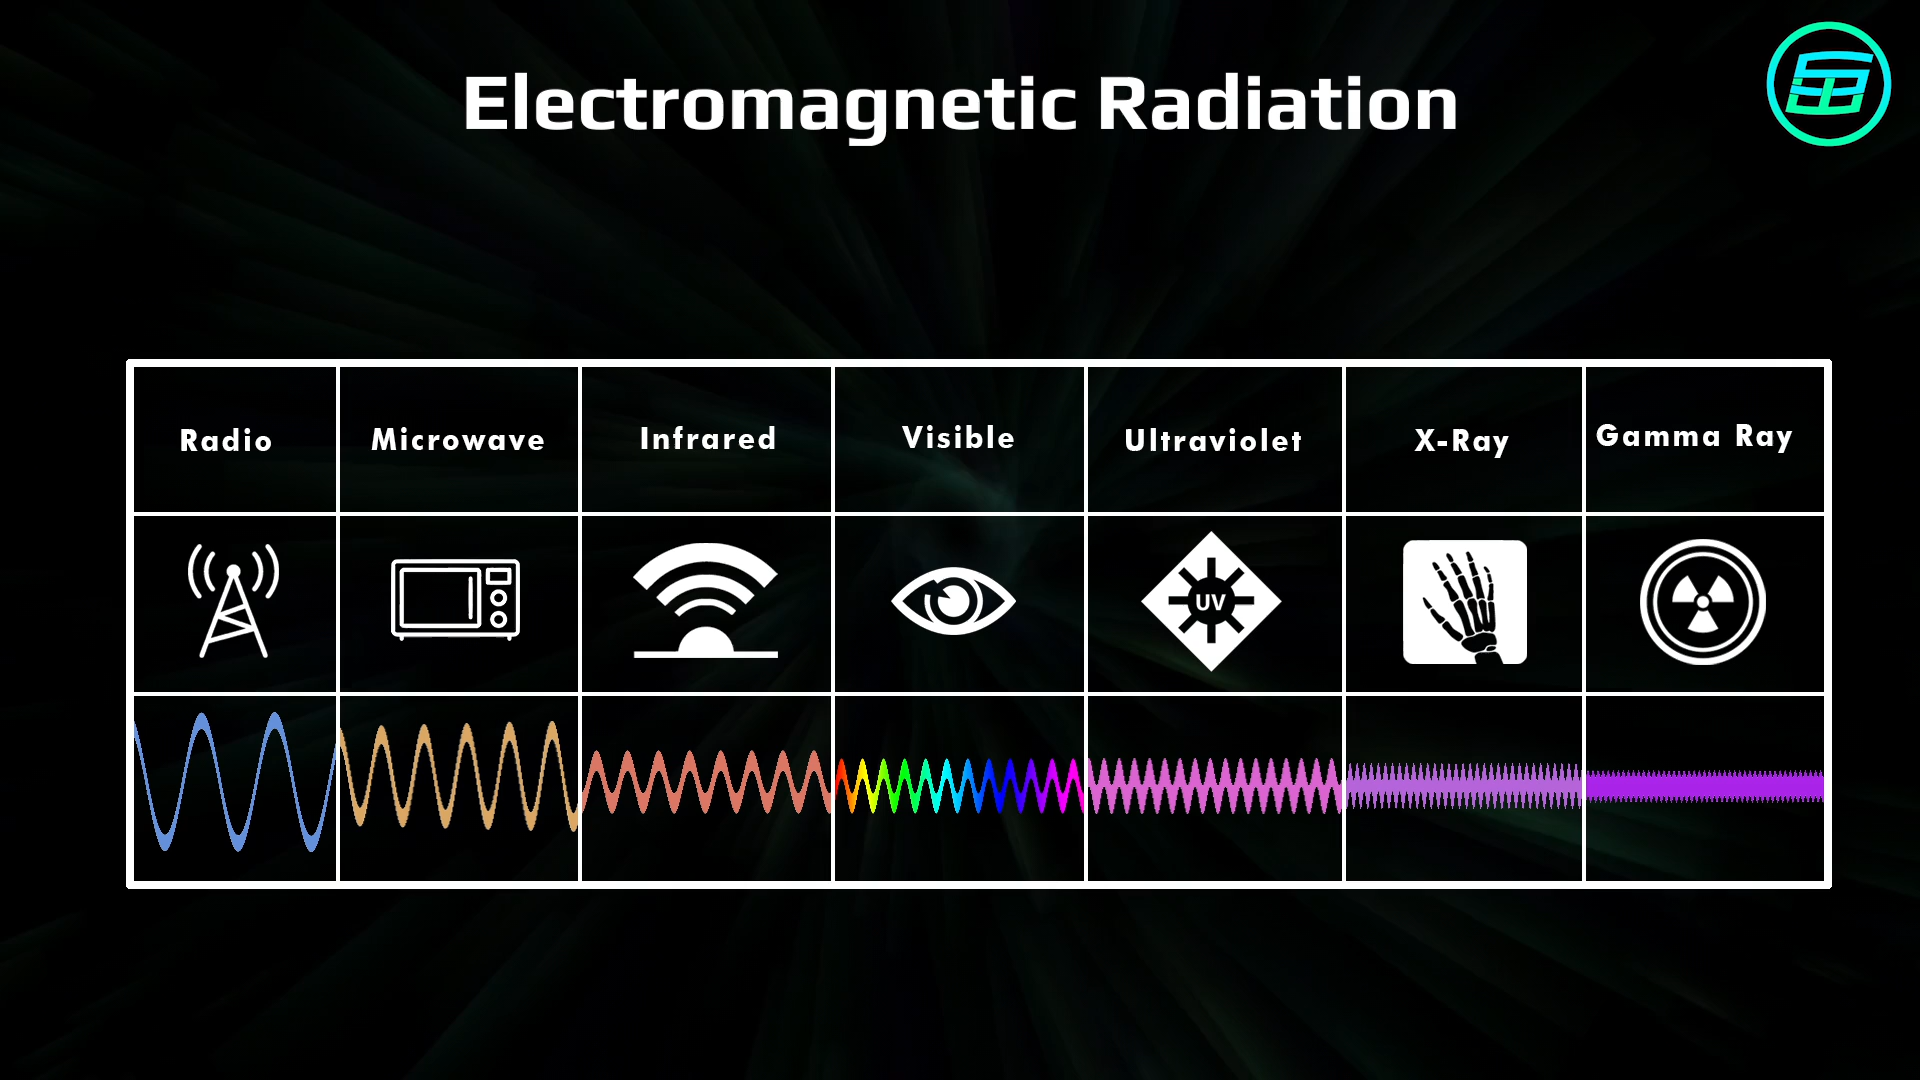 Electromagnetic Radiation
Radio
Microwave
Infrared
Visible
Ultraviolet
X-Ray
Gamma Ray
UV